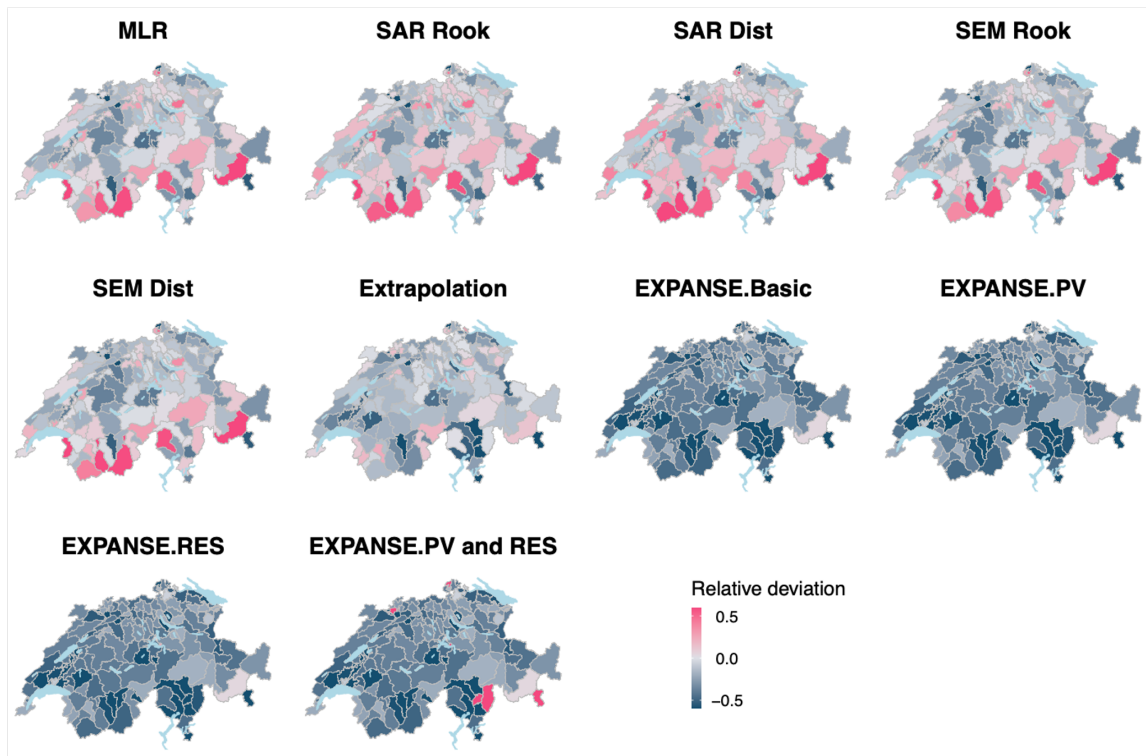 MLR
SAR Rook
SAR Dist
SEM Rook
SEM Dist
Extrapolation
EXPANSE.Basic
EXPANSE.PV
EXPANSE.RES
EXPANSE.PV and RES
Relative deviation
0.5
0.0
−0.5